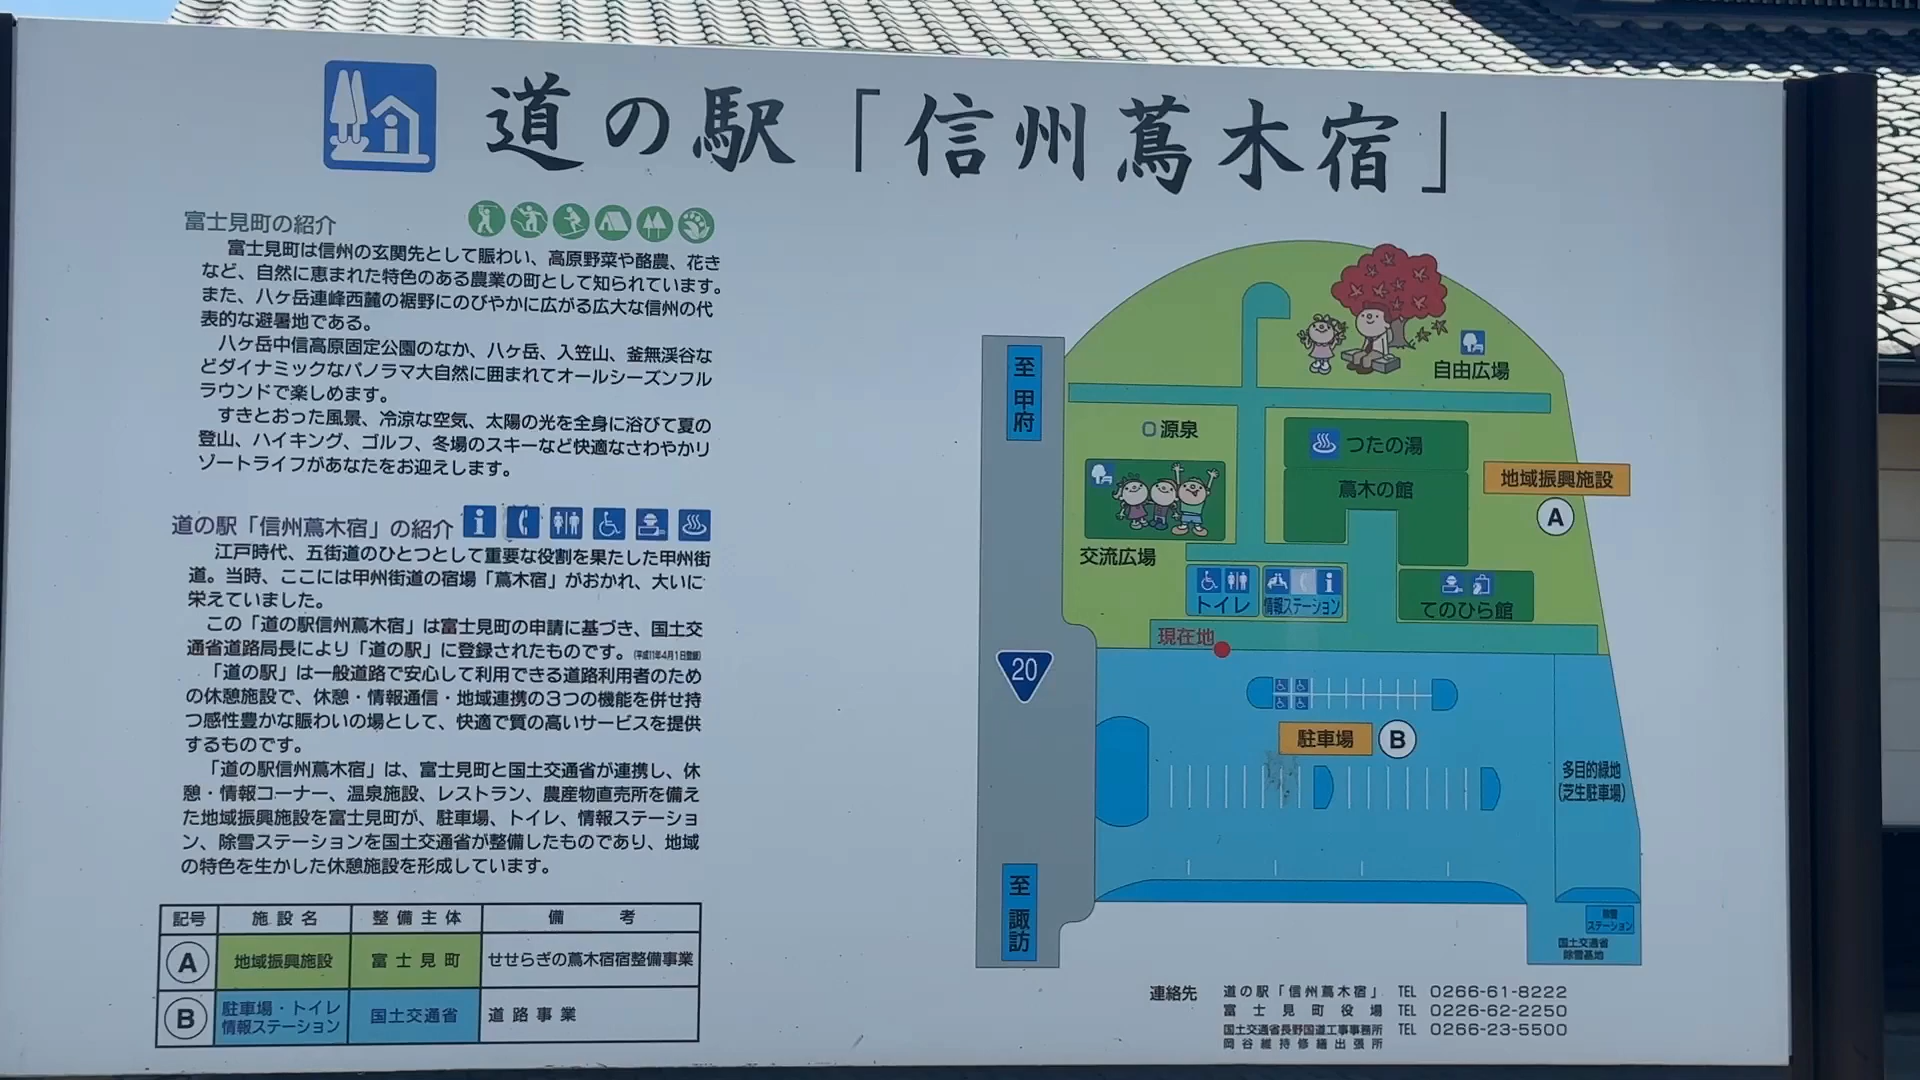 道の駅「信州蔦木宿」
富士見町の紹介
富士見町は信州の玄関先として賑わい、高原野菜や酪農、花き
など、自然に恵まれた特色のある農業の町として知られています。
また、八ヶ岳連峰西麓の裾野にのびやかに広がる広大な信州の代
表的な避暑地である。
八ヶ岳中信高原固定公園のなか、八ヶ岳、入笠山、釜無渓谷な
どダイナミックなパノラマ大自然に囲まれてオールシーズンフル
ラウンドで楽しめます。
すきとおった風景、冷涼な空気、太陽の光を全身に浴びて夏の
登山、ハイキング、ゴルフ、冬場のスキーなど快適なさわやかリ
ゾートライフがあなたをお迎えします。
道の駅「信州蔦木宿」の紹介
江戸時代、五街道のひとつとして重要な役割を果たした甲州街
道。当時、ここには甲州街道の宿場「蔦木宿」がおかれ、大いに
栄えていました。
この「道の駅信州蔦木宿」は富士見町の申請に基づき、国土交
通省道路局長により「道の駅」に登録されたものです。(平成11年4月1日登録)
「道の駅」は一般道路で安心して利用できる道路利用者のため
の休憩施設で、休憩・情報通信・地域連携の3つの機能を併せ持
つ感性豊かな賑わいの場として、快適で質の高いサービスを提供
するものです。
「道の駅信州蔦木宿」は、富士見町と国土交通省が連携し、休
憩・情報コーナー、温泉施設、レストラン、農産物直売所を備え
た地域振興施設を富士見町が、駐車場、トイレ、情報ステーショ
ン、除雪ステーションを国土交通省が整備したものであり、地域
の特色を生かした休憩施設を形成しています。
記号 施設名 整備主体 備考
A 地域振興施設 富士見町 せせらぎの蔦木宿宿整備事業
B 駐車場・トイレ 情報ステーション 国土交通省 道路事業
至 甲府
自由広場
源泉
つたの湯
蔦木の館
地域振興施設
A
交流広場
トイレ
情報ステーション
てのひら館
現在地
20
駐車場 B
多目的緑地
(芝生駐車場)
至 諏訪
除雪
ステーション
国土交通省
除雪基地
連絡先 道の駅「信州蔦木宿」 TEL 0266-61-8222
富士見町役場 TEL 0226-62-2250
国土交通省長野国道工事事務所 TEL 0266-23-5500
岡谷維持修繕出張所